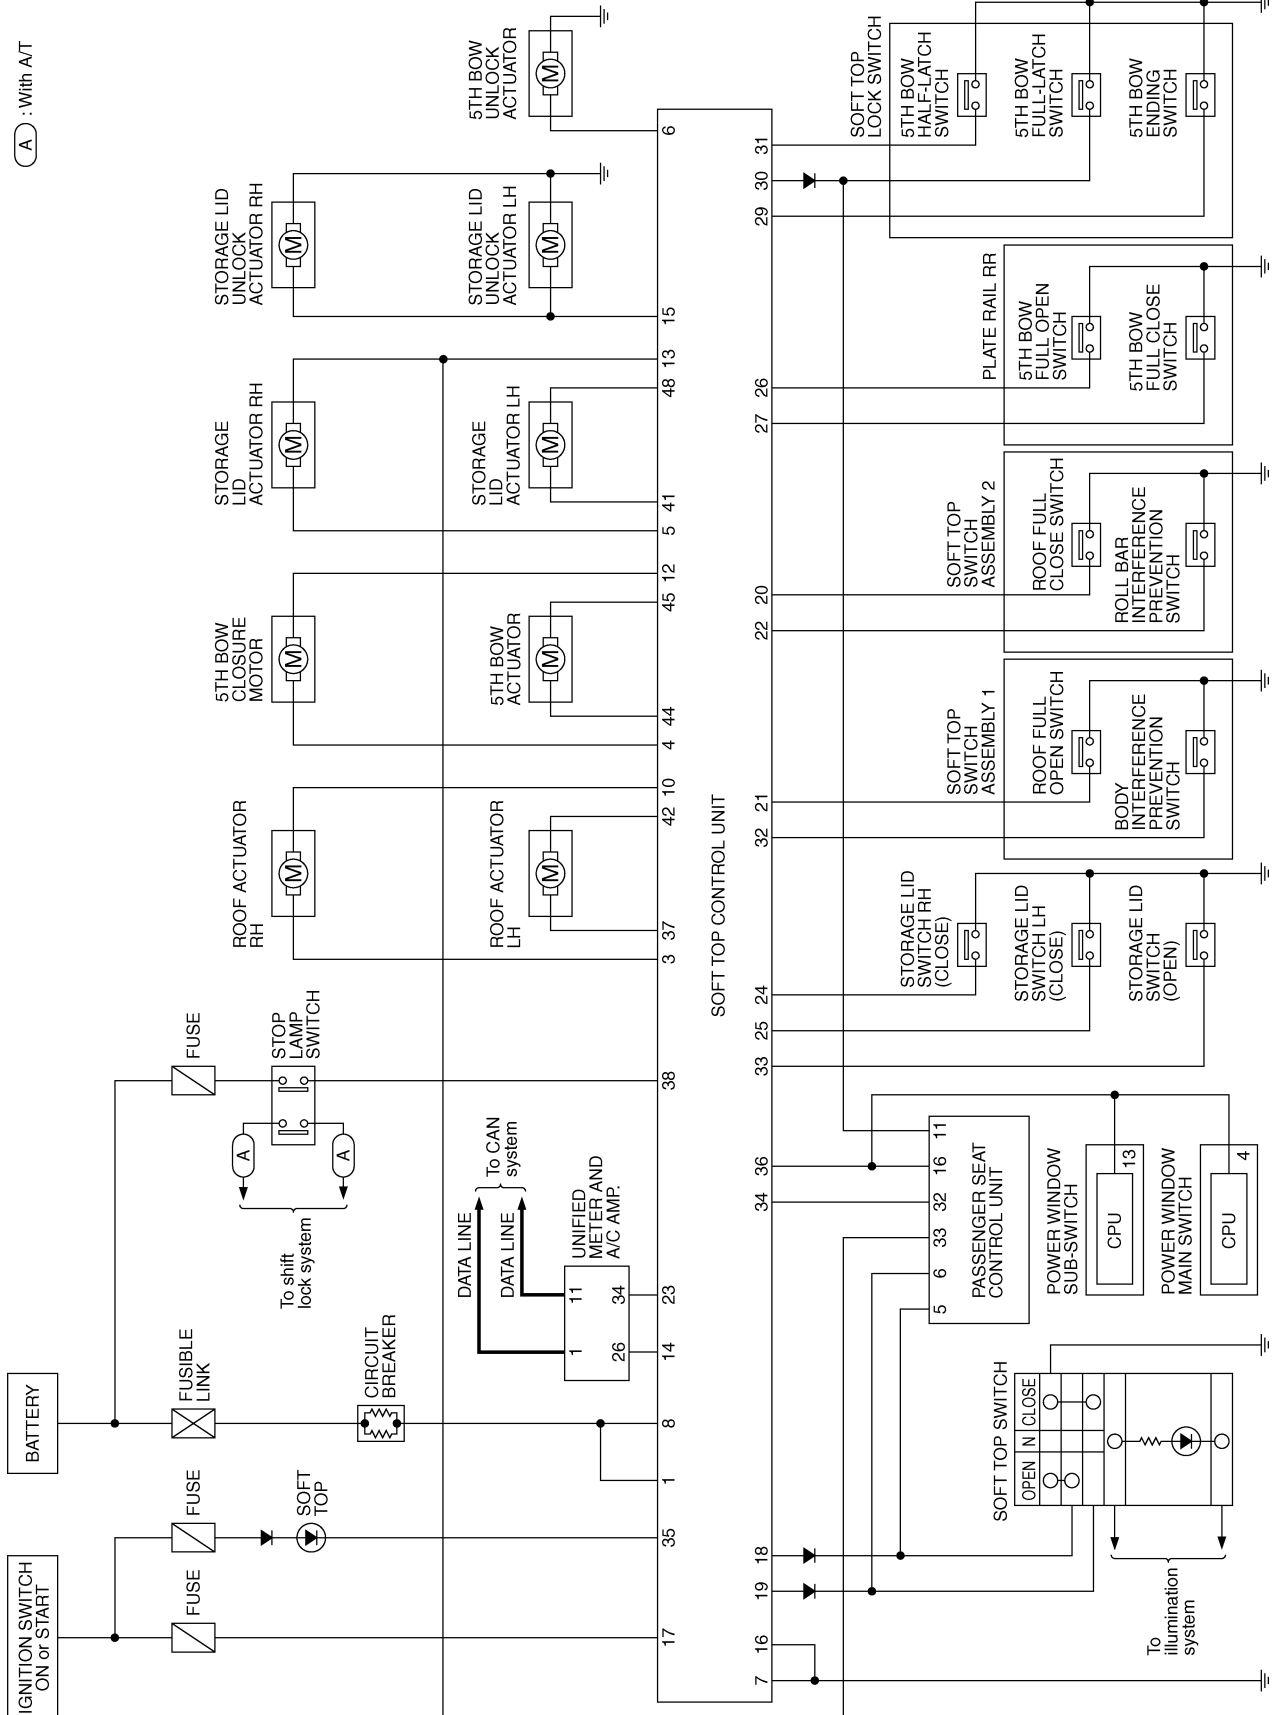 A : With A/T
IGNITION SWITCH
ON or START
BATTERY
FUSE
FUSE
SOFT
TOP
FUSIBLE
LINK
CIRCUIT
BREAKER
FUSE
STOP
LAMP
SWITCH
A
A
To shift
lock system
DATA LINE
DATA LINE
To CAN
system
UNIFIED
METER AND
A/C AMP.
1
11
26
34
ROOF ACTUATOR
RH
M
ROOF ACTUATOR
LH
M
5TH BOW
CLOSURE
MOTOR
M
5TH BOW
ACTUATOR
M
STORAGE
LID
ACTUATOR RH
M
STORAGE
LID
ACTUATOR LH
M
STORAGE LID
UNLOCK
ACTUATOR RH
M
STORAGE LID
UNLOCK
ACTUATOR LH
M
5TH BOW
UNLOCK
ACTUATOR
M
17
35
1
8
14
23
38
3
37
42
10
4
44
45
12
5
41
48
13
15
6
SOFT TOP CONTROL UNIT
7
16
19
18
34
36
33
25
24
32
21
22
20
27
26
29
30
31
SOFT TOP SWITCH
OPEN
N
CLOSE
To
illumination
system
5
6
33
32
16
11
PASSENGER SEAT
CONTROL UNIT
POWER WINDOW
SUB-SWITCH
CPU
13
POWER WINDOW
MAIN SWITCH
CPU
4
STORAGE LID
SWITCH RH
(CLOSE)
STORAGE LID
SWITCH LH
(CLOSE)
STORAGE LID
SWITCH
(OPEN)
SOFT TOP
SWITCH
ASSEMBLY 1
ROOF FULL
OPEN SWITCH
BODY
INTERFERENCE
PREVENTION
SWITCH
SOFT TOP
SWITCH
ASSEMBLY 2
ROOF FULL
CLOSE SWITCH
ROLL BAR
INTERFERENCE
PREVENTION
SWITCH
PLATE RAIL RR
5TH BOW
FULL OPEN
SWITCH
5TH BOW
FULL CLOSE
SWITCH
SOFT TOP
LOCK SWITCH
5TH BOW
HALF-LATCH
SWITCH
5TH BOW
FULL-LATCH
SWITCH
5TH BOW
ENDING
SWITCH